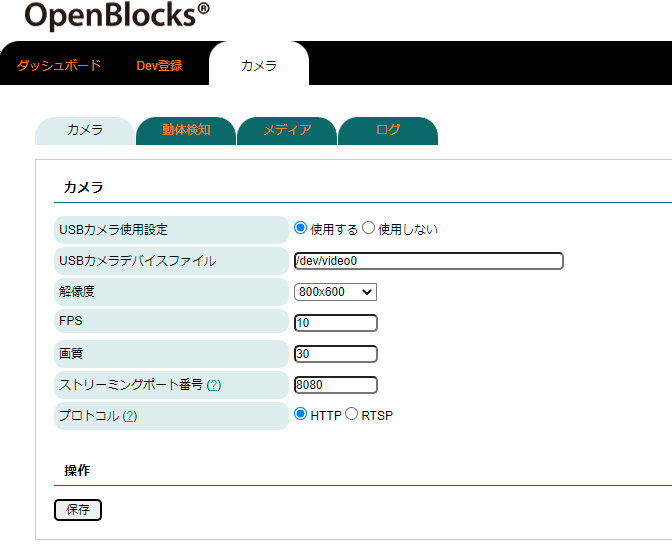 OpenBlocks®
ダッシュボード Dev登録 カメラ
カメラ 動体検知 メディア ログ
カメラ
USBカメラ使用設定 使用する 使用しない
USBカメラデバイスファイル /dev/video0
解像度 800x600
FPS 10
画質 30
ストリーミングポート番号 (?) 8080
プロトコル (?) HTTP RTSP
操作
保存